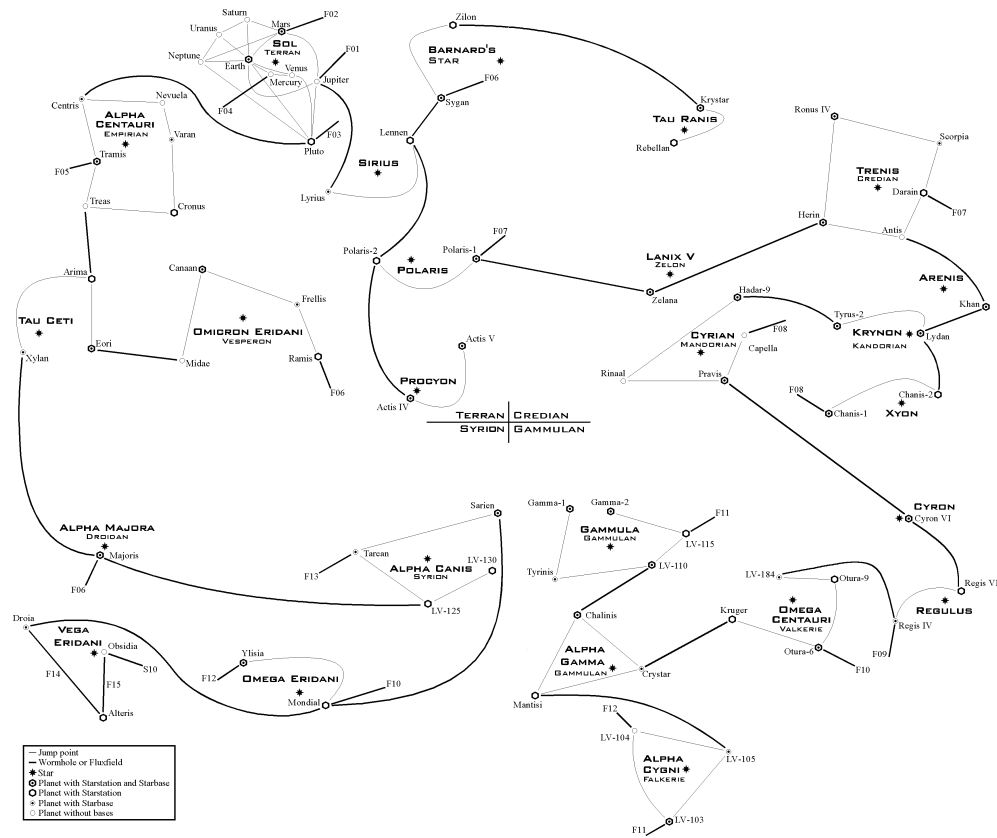 Saturn
Uranus
Mars
F02
Neptune
SOL
TERRAN
Earth
Venus
Mercury
Jupiter
F01
F04
F03
Pluto
Zilon
BARNARD'S
STAR
F06
Sygan
Lennen
SIRIUS
Lyrius
Krystar
TAU RANIS
Rebellan
Ronus IV
Scorpia
TRENIS
CREDIAN
Darain
F07
Herin
Antis
Centris
Nevuela
ALPHA
CENTAURI
EMPIRIAN
Varan
Tramis
F05
Treas
Cronus
Arima
TAU CETI
Xylan
Eori
Canaan
Frellis
OMICRON ERIDANI
VESPERON
Midae
Ramis
F06
Polaris-2
Polaris-1
F07
POLARIS
Actis V
PROCYON
Actis IV
LANIX V
ZELON
Zelana
ARENIS
Khan
Hadar-9
Tyrus-2
F08
CYRIAN
MANDORIAN
Capella
KRYNON
KANDORIAN
Lydan
Rinaal
Pravis
F08
Chanis-2
Chanis-1
XYON
TERRAN
CREDIAN
SYRION
GAMMULAN
ALPHA MAJORA
DROIDAN
Majoris
F06
Sarien
Tarean
LV-130
F13
ALPHA CANIS
SYRION
LV-125
Gamma-1
Gamma-2
F11
GAMMULA
GAMMULAN
LV-115
LV-110
Tyrinis
CYRON
Cyron VI
LV-184
Otura-9
Regis VI
REGULUS
OMEGA
CENTAURI
VALKERIE
Regis IV
Kruger
Otura-6
F09
F10
Chalinis
ALPHA
GAMMA
GAMMULAN
Crystar
Mantisi
Droia
VEGA
ERIDANI
Obsidia
F14
F15
S10
Alteris
Ylisia
F12
OMEGA ERIDANI
F10
Mondial
F12
LV-104
LV-105
ALPHA
CYGNI
FALKERIE
LV-103
F11
Jump point
Wormhole or Fluxfield
Star
Planet with Starstation and Starbase
Planet with Starstation
Planet with Starbase
Planet without bases